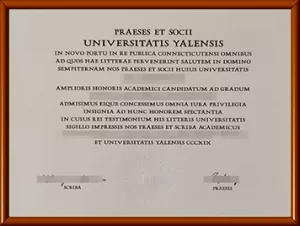 PRAESES ET SOCII
UNIVERSITATIS YALENSIS
IN NOVO PORTU IN RE PUBLICA CONNECTICUTENSI OMNIBUS
AD QUOS HAE LITTERAE PERVENERINT SALUTEM IN DOMINO
SEMPITERNAM NOS PRAESES ET SOCII HUIUS UNIVERSITATIS
AMPLIORIS HONORIS ACADEMICI CANDIDATUM AD GRADUM
ADMISIMUS EIQUE CONCESSIMUS OMNIA IURA PRIVILEGIA
INSIGNIA AD HUNC HONOREM SPECTANTIA
IN CUIUS REI TESTIMONIUM HIS LITTERIS UNIVERSITATIS
SIGILLO IMPRESSIS NOS PRAESES ET SCRIBA ACADEMICUS
ET UNIVERSITATIS YALENSIS CCCXIX
SCRIBA
PRAESES